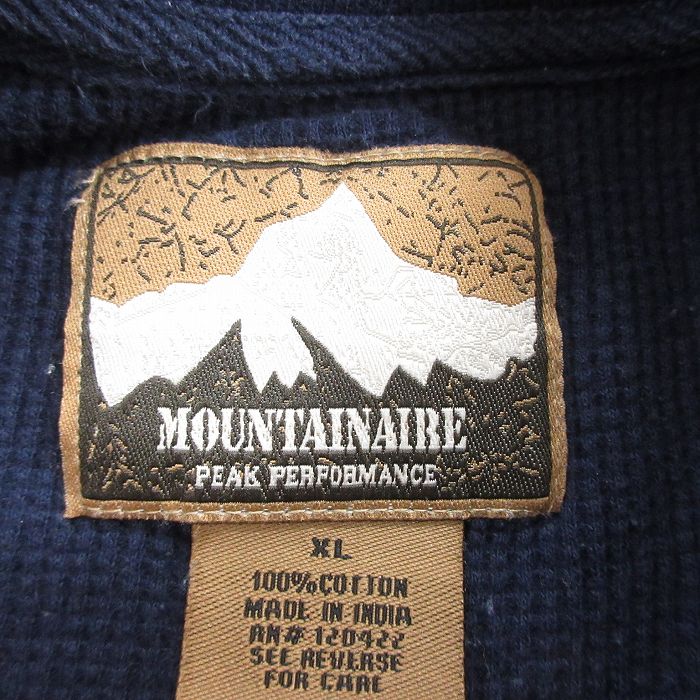 MOUNTAINAIRE
PEAK PERFORMANCE
XL
100%COTTON
MADE IN INDIA
RN# 120422
SEE REVERSE
FOR CARE